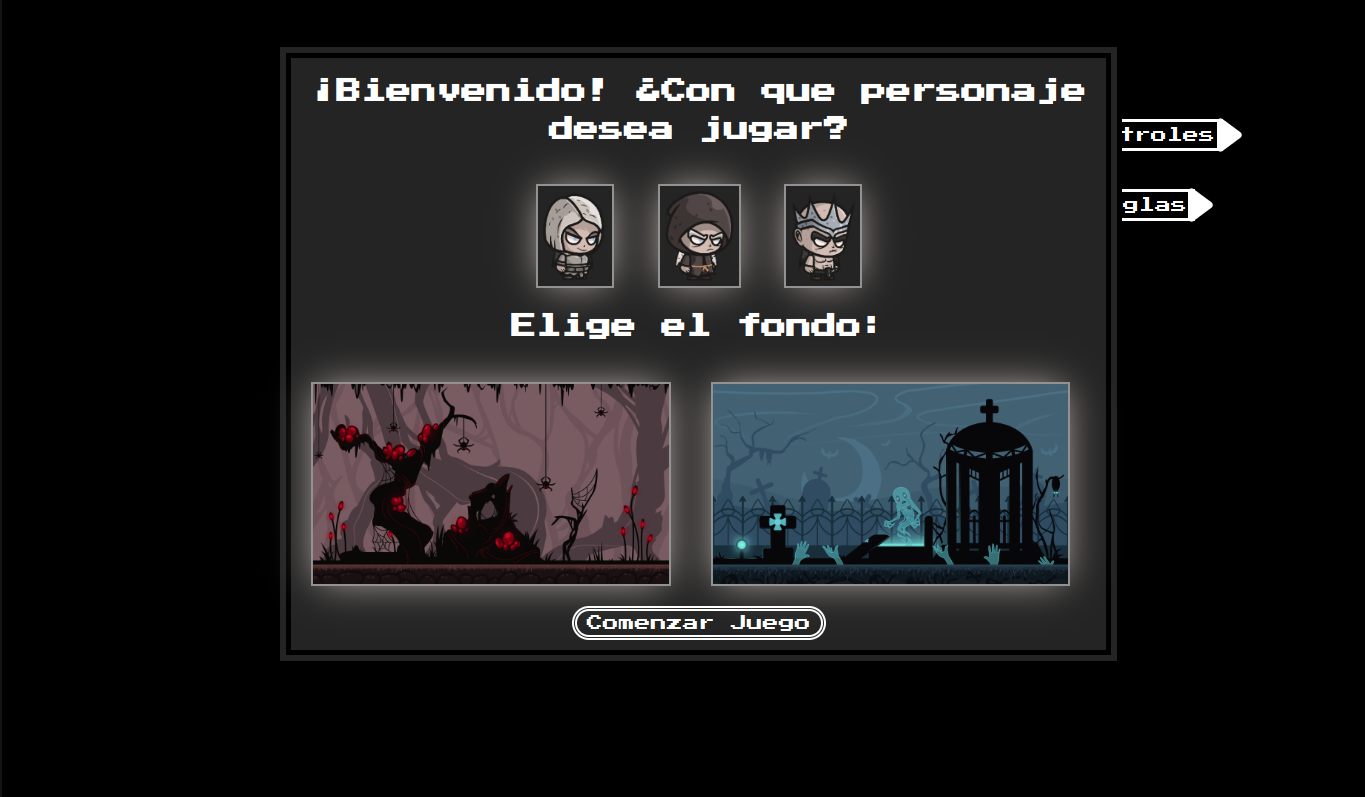 ¡Bienvenido! ¿Con que personaje
desea jugar?
troles
glas
Elige el fondo:
Comenzar Juego